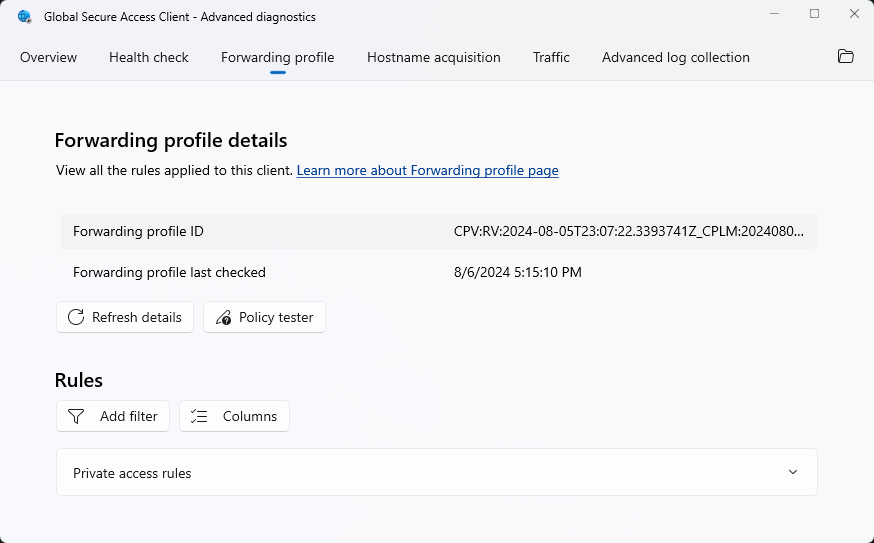 Global Secure Access Client - Advanced diagnostics
Overview Health check Forwarding profile Hostname acquisition Traffic Advanced log collection
Forwarding profile details
View all the rules applied to this client. Learn more about Forwarding profile page
Forwarding profile ID CPV:RV:2024-08-05T23:07:22.3393741Z_CPLM:2024080...
Forwarding profile last checked 8/6/2024 5:15:10 PM
Refresh details Policy tester
Rules
Add filter Columns
Private access rules